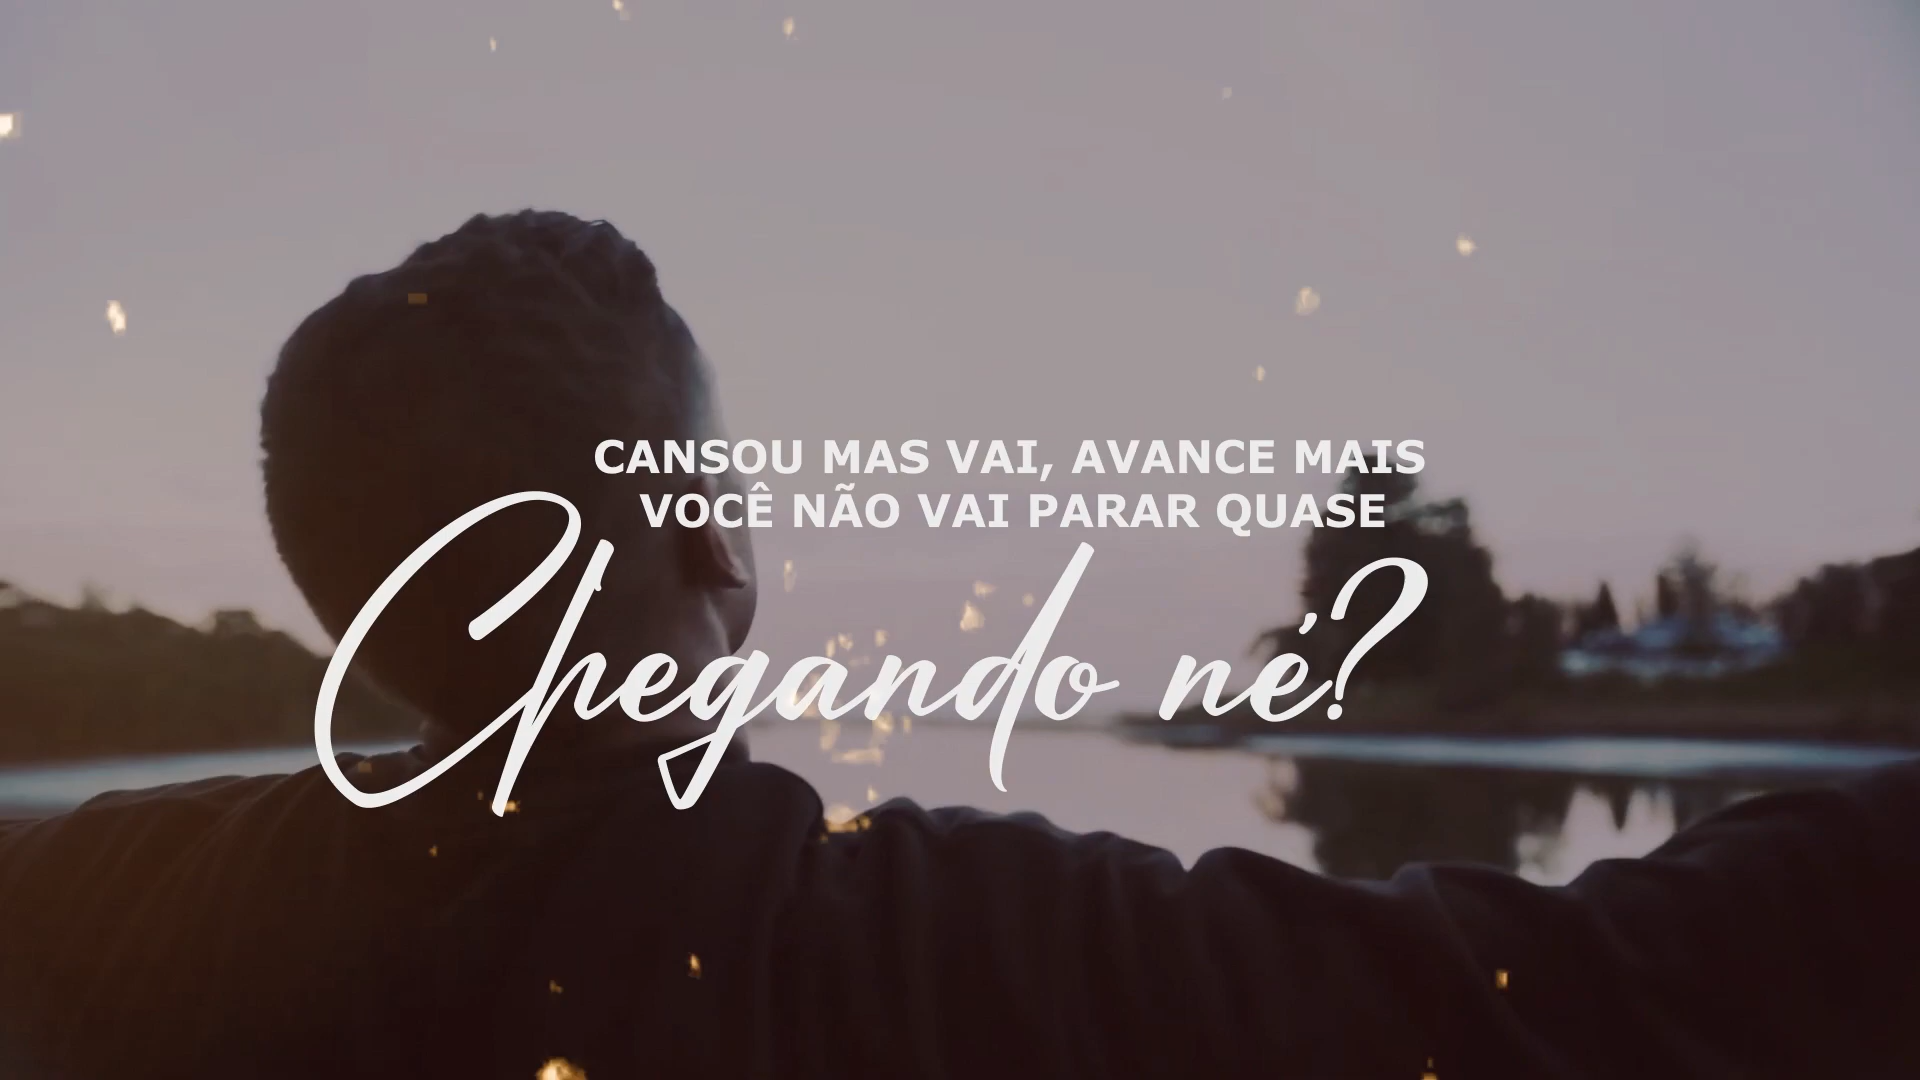 CANSOU MAS VAI, AVANCE MAIS
VOCÊ NÃO VAI PARAR QUASE
Chegando né?